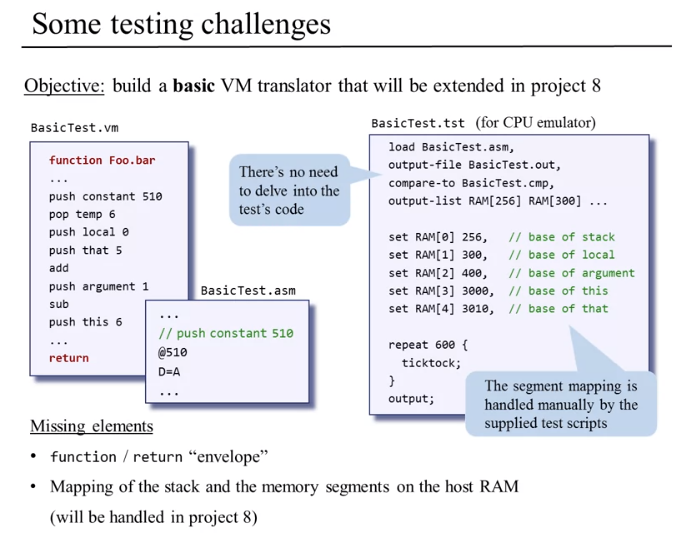 Some testing challenges
Objective: build a basic VM translator that will be extended in project 8
BasicTest.vm
function Foo.bar
...
push constant 510
pop temp 6
push local 0
push that 5
add
push argument 1
sub
push this 6
...
return
BasicTest.asm
...
// push constant 510
@510
D=A
...
There's no need
to delve into the
test's code
BasicTest.tst (for CPU emulator)
load BasicTest.asm,
output-file BasicTest.out,
compare-to BasicTest.cmp,
output-list RAM[256] RAM[300] ...
set RAM[0] 256, // base of stack
set RAM[1] 300, // base of local
set RAM[2] 400, // base of argument
set RAM[3] 3000, // base of this
set RAM[4] 3010, // base of that
repeat 600 {
ticktock;
}
output;
The segment mapping is
handled manually by the
supplied test scripts
Missing elements
• function / return “envelope”
• Mapping of the stack and the memory segments on the host RAM
(will be handled in project 8)